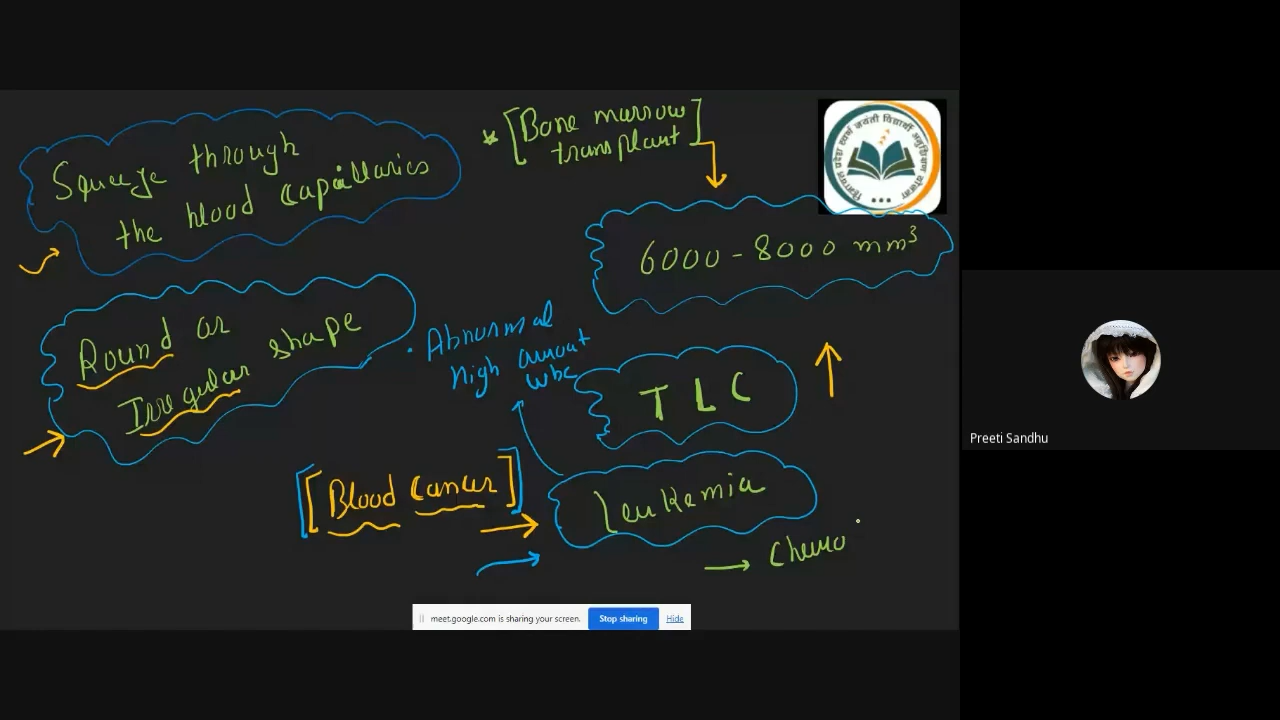 Squeeze through
the blood capillaries
* [Bone marrow
transplant]
6000 - 8000 mm³
Round or
Irregular shape
Abnormal
high amount
wbc
TLC
[[Blood Cancer]]
Leukemia
→ Chemo
meet.google.com is sharing your screen.
Stop sharing
Hide
Preeti Sandhu